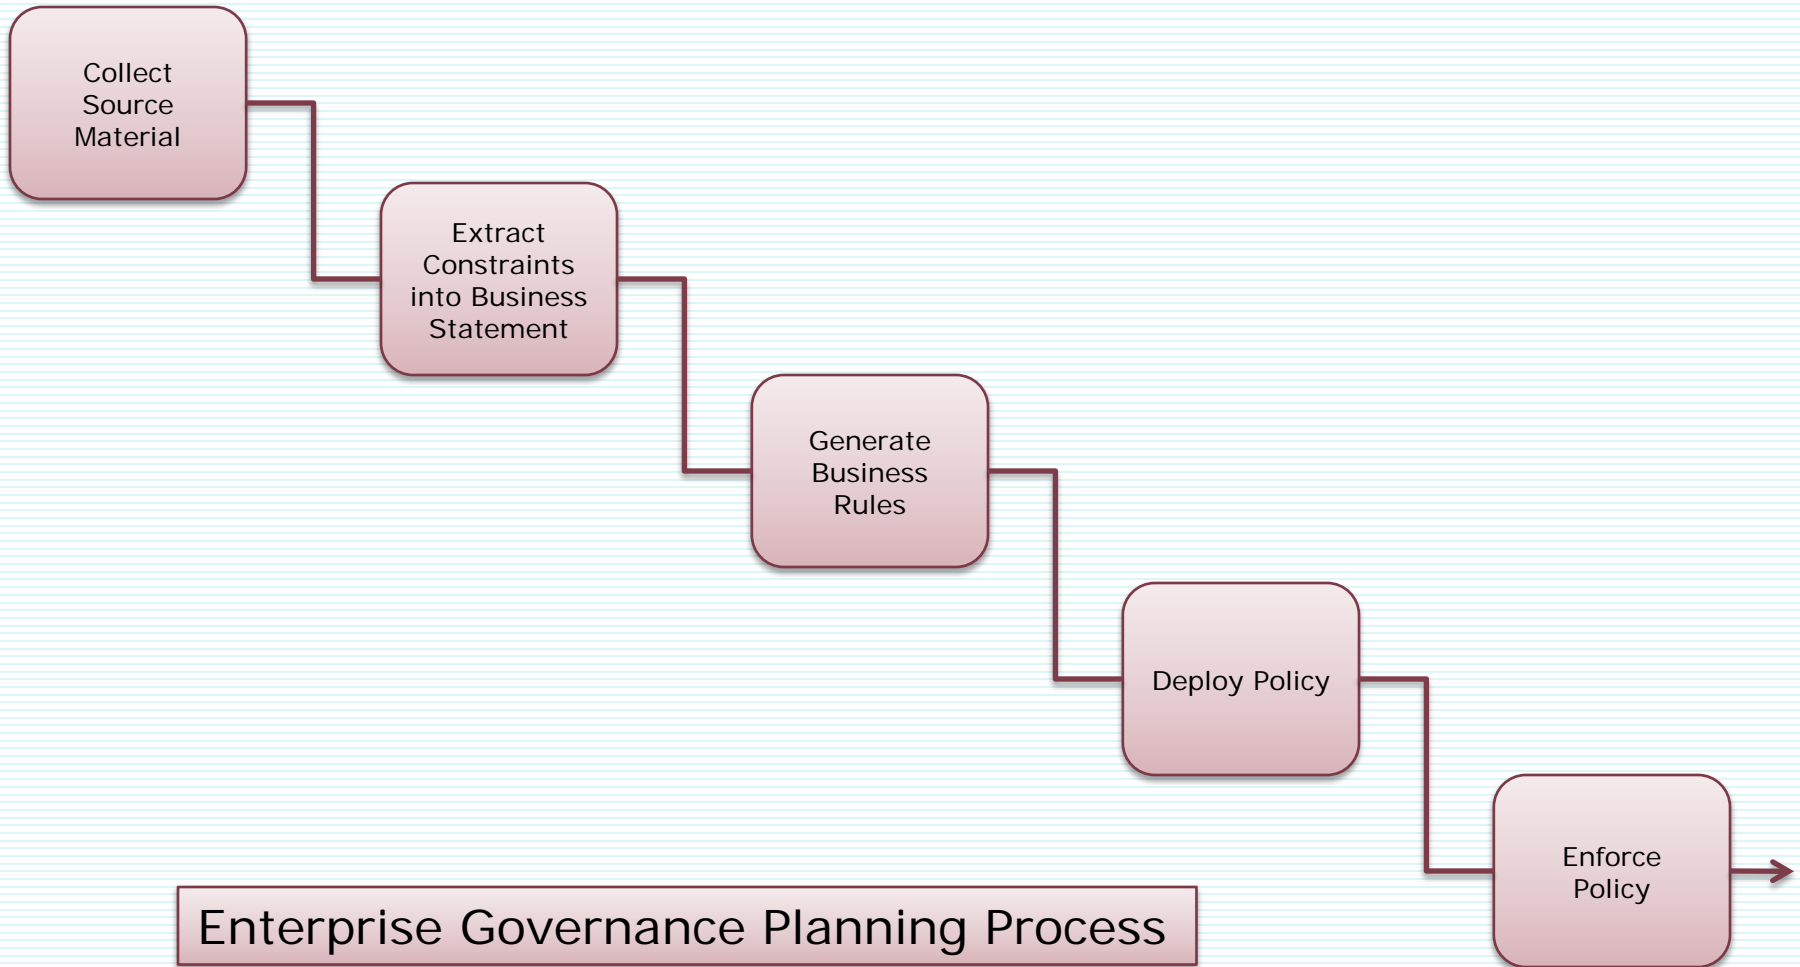 Collect
Source
Material
Extract
Constraints
into Business
Statement
Generate
Business
Rules
Deploy Policy
Enforce
Policy
Enterprise Governance Planning Process